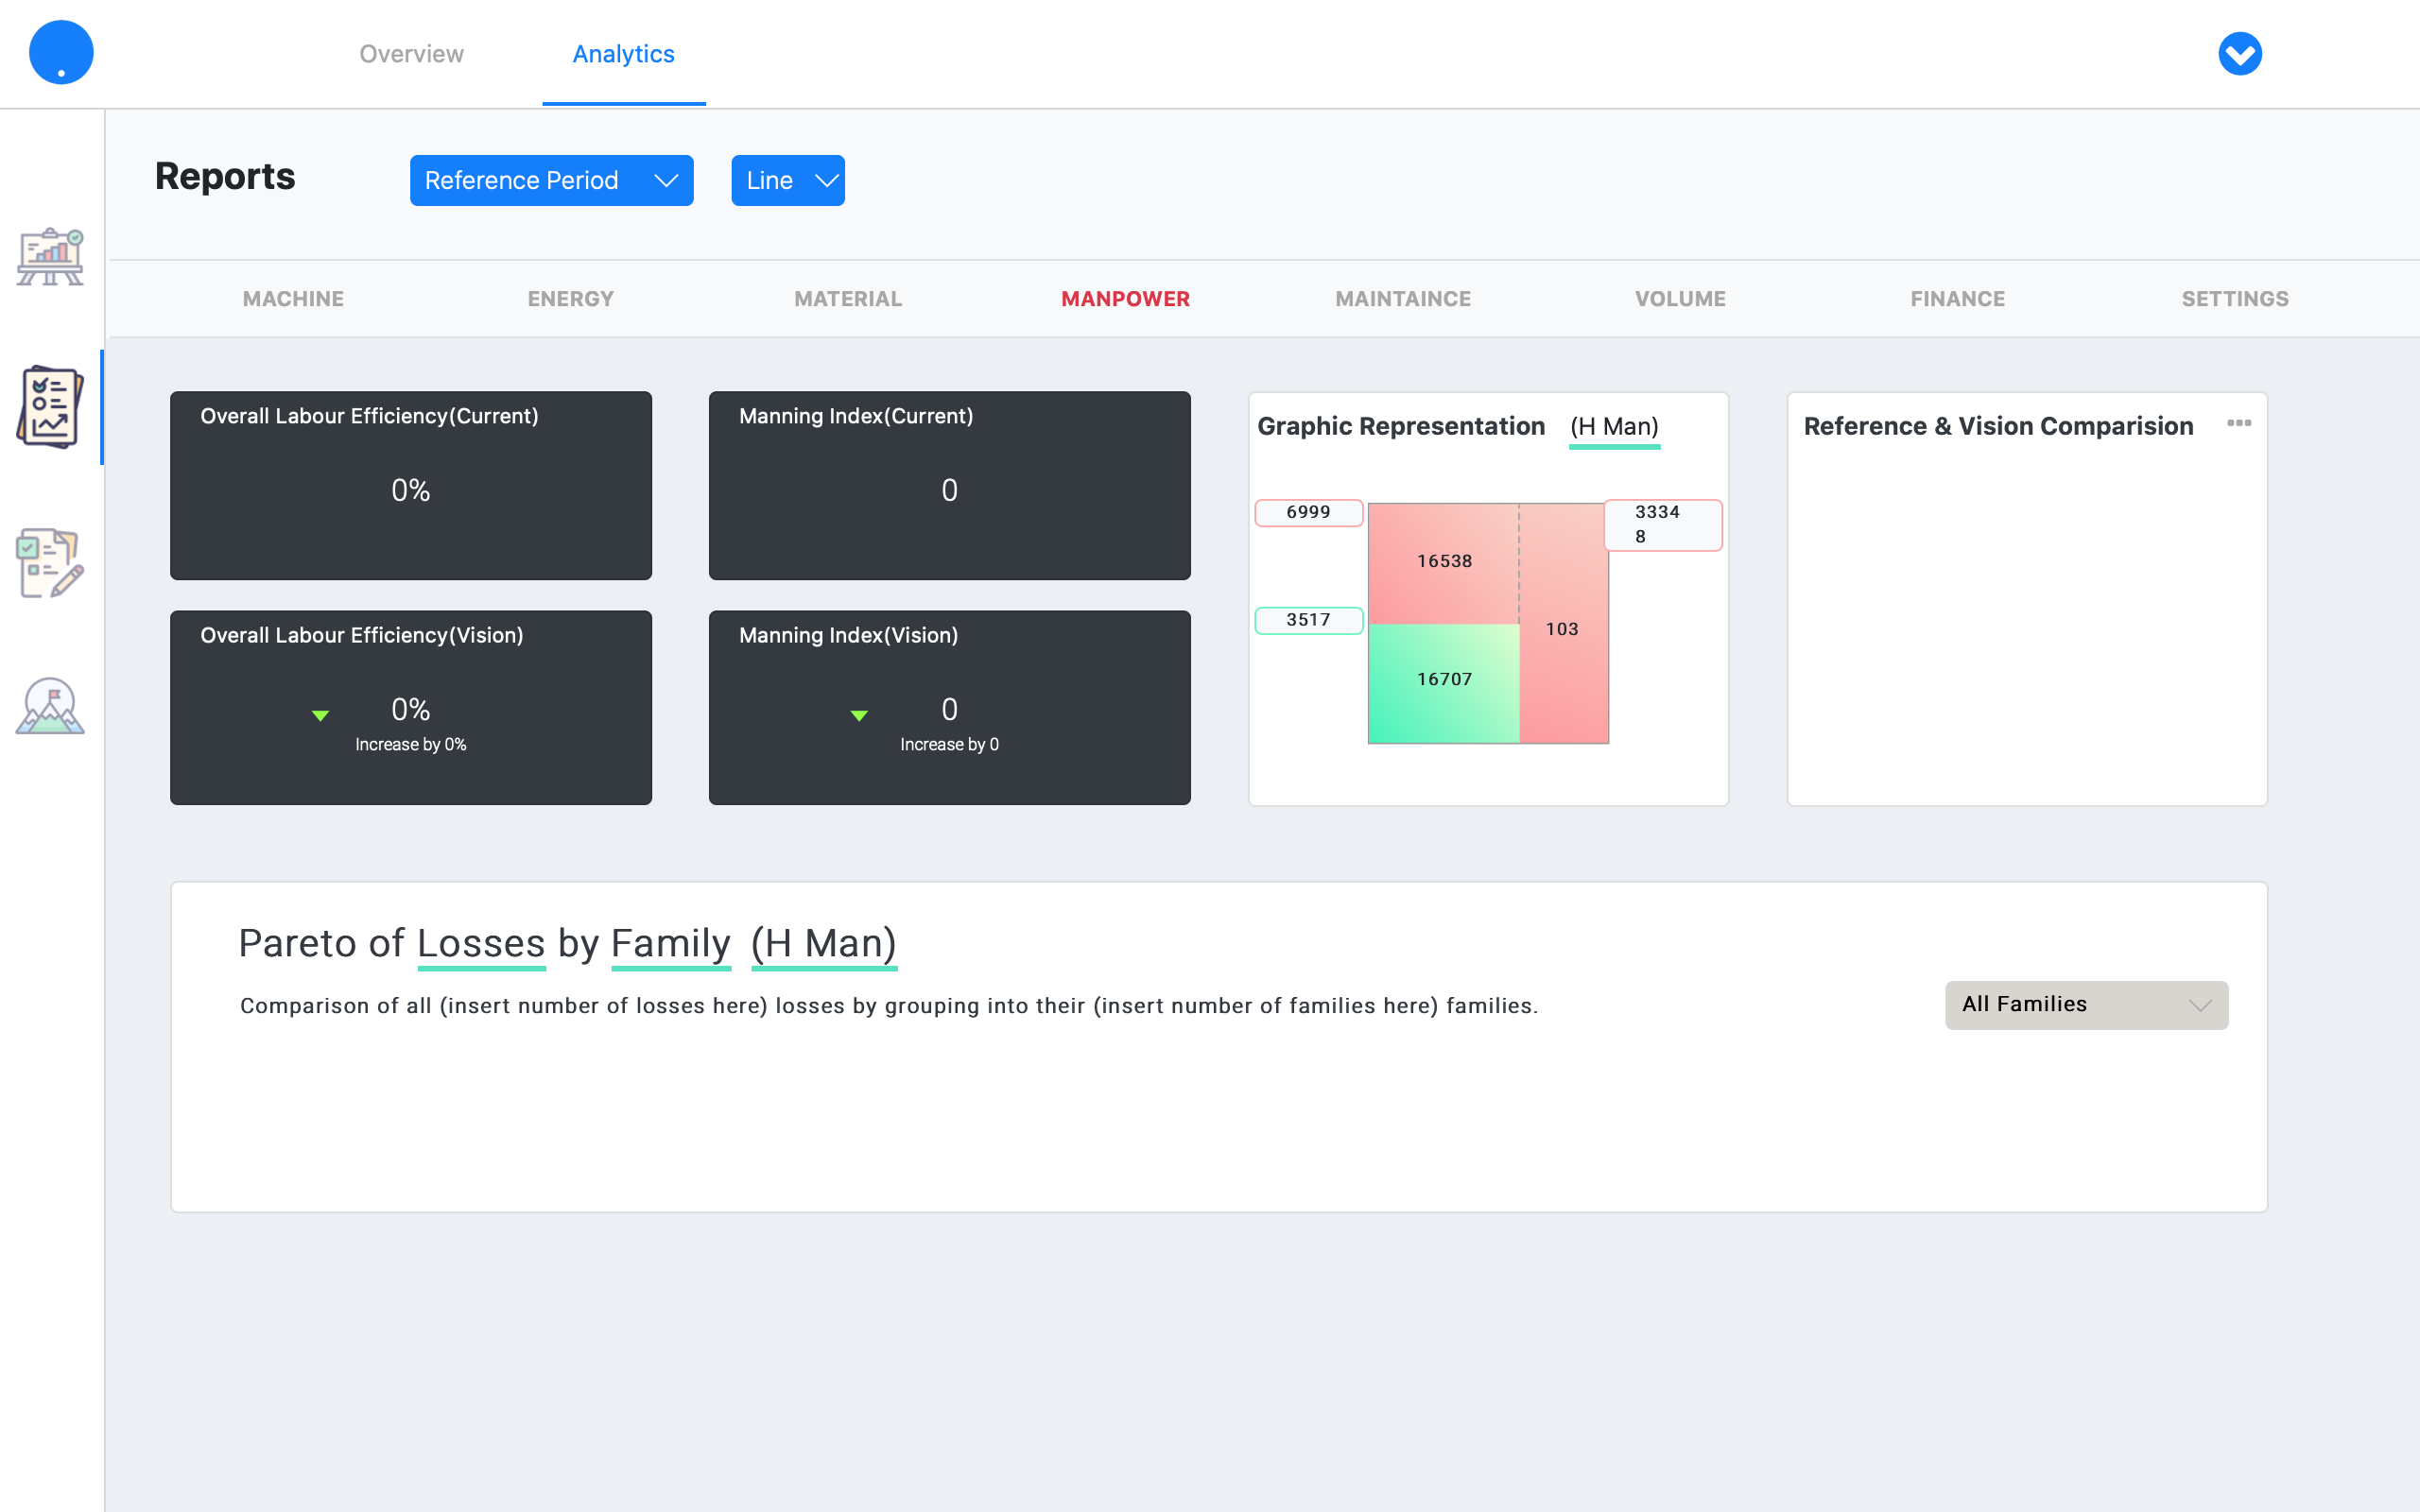 Overview Analytics
Reports Reference Period Line
MACHINE ENERGY MATERIAL MANPOWER MAINTAINCE VOLUME FINANCE SETTINGS
Overall Labour Efficiency(Current)
0%
Manning Index(Current)
0
Overall Labour Efficiency(Vision)
0%
Increase by 0%
Manning Index(Vision)
0
Increase by 0
Graphic Representation (H Man)
6999
3334
8
16538
3517
103
16707
Reference & Vision Comparision
Pareto of Losses by Family (H Man)
Comparison of all (insert number of losses here) losses by grouping into their (insert number of families here) families.
All Families